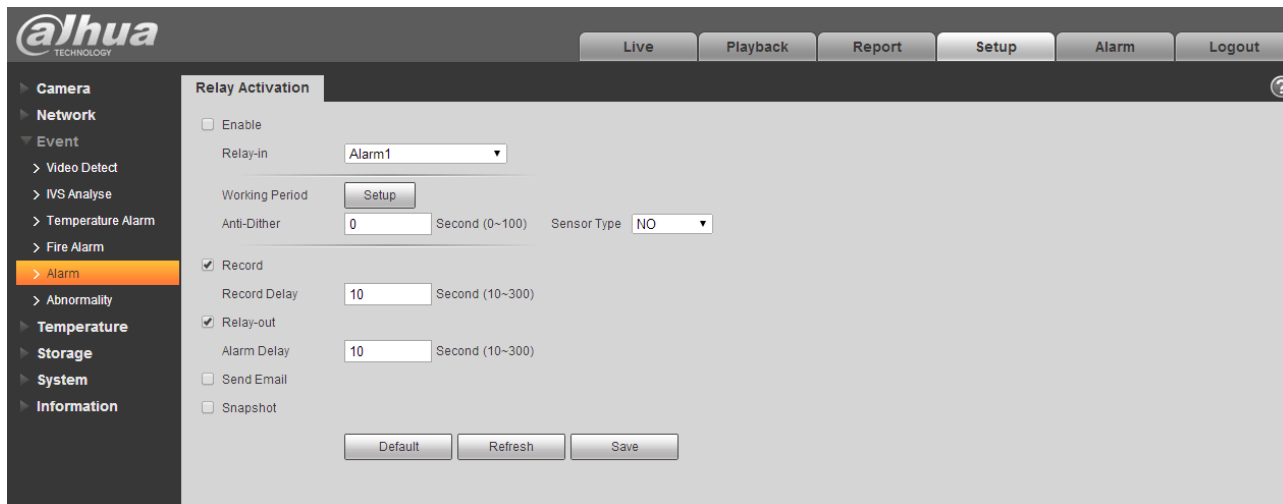 alhua
TECHNOLOGY
Live Playback Report Setup Alarm Logout
Camera
Network
Event
Video Detect
IVS Analyse
Temperature Alarm
Fire Alarm
Alarm
Abnormality
Temperature
Storage
System
Information
Relay Activation
?
Enable
Relay-in Alarm1
Working Period Setup
Anti-Dither 0 Second (0~100) Sensor Type NO
Record
Record Delay 10 Second (10~300)
Relay-out
Alarm Delay 10 Second (10~300)
Send Email
Snapshot
Default Refresh Save